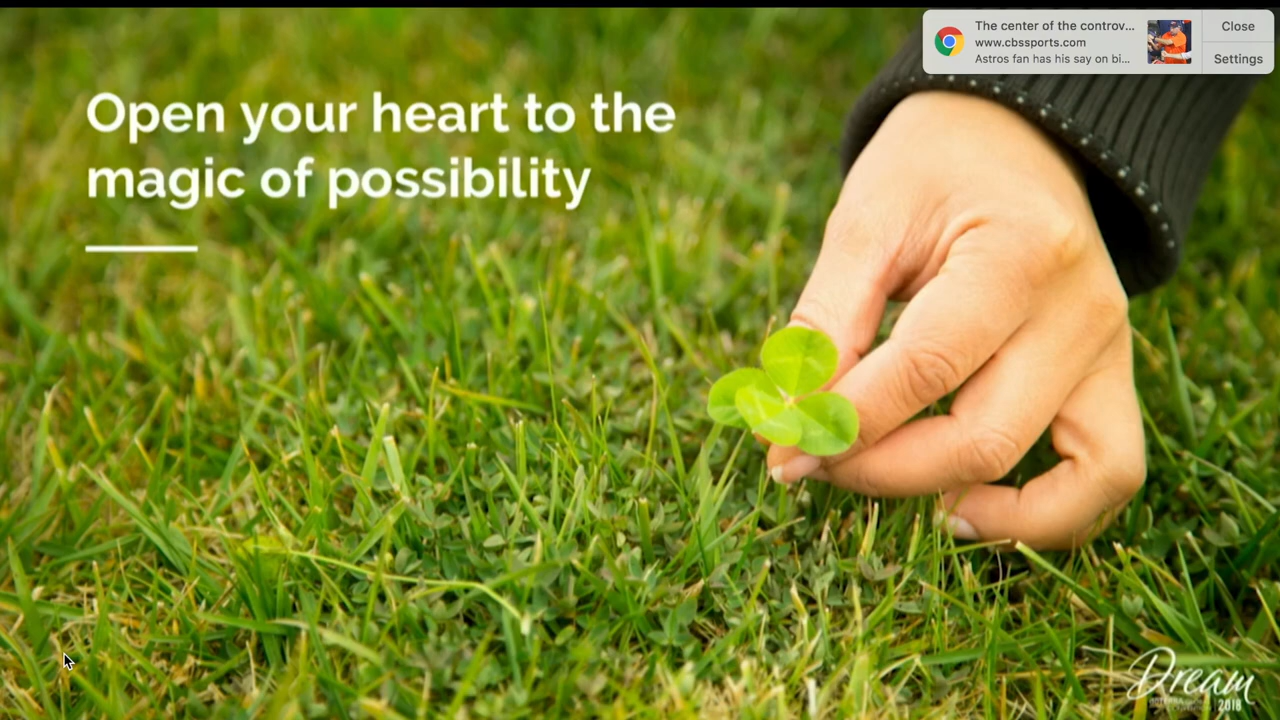 The center of the controv...
www.cbssports.com
Astros fan has his say on bi...
Close
Settings
Open your heart to the
magic of possibility
Dream
2018